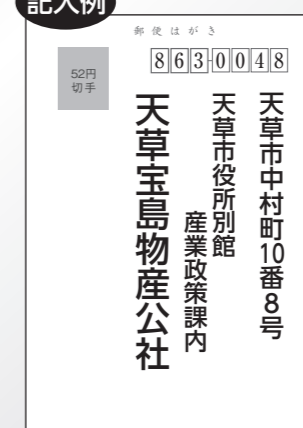 記入例
郵便はがき
52円
切手
863-0048
天草市中村町10番8号
天草市役所別館
産業政策課内
天草宝島物産公社